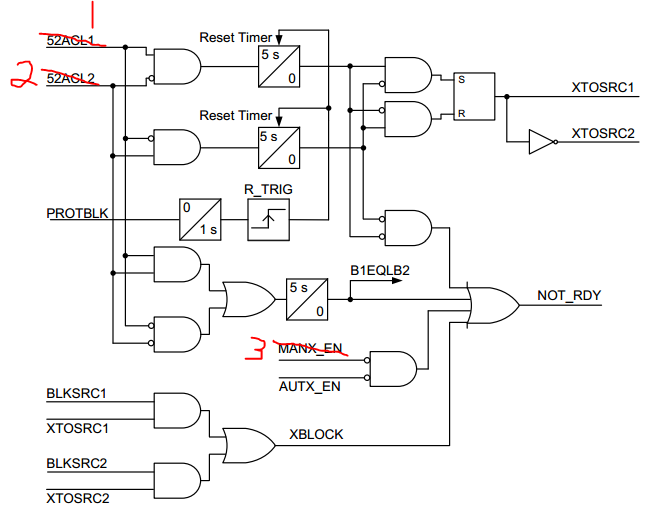 1
Reset Timer
52ACL1
5 s
0
S
XTOSRC1
2
52ACL2
R
Reset Timer
XTOSRC2
5 s
0
R_TRIG
PROTBLK
0
1 s
B1EQLB2
5 s
0
NOT_RDY
3
MANX_EN
AUTX_EN
BLKSRC1
XTOSRC1
XBLOCK
BLKSRC2
XTOSRC2